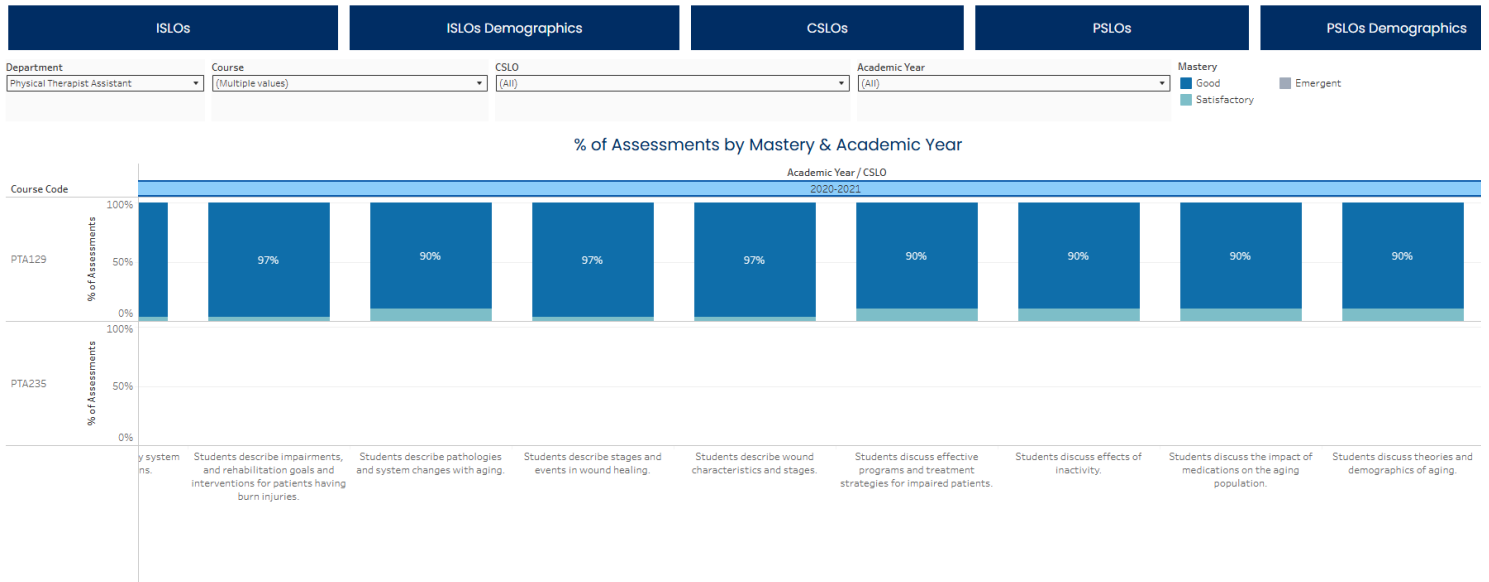 ISLOs ISLOs Demographics CSLOs PSLOs PSLOs Demographics
Department Course CSLO Academic Year Mastery
Physical Therapist Assistant (Multiple values) (All) (All) Good Emergent
Satisfactory
% of Assessments by Mastery & Academic Year
Academic Year / CSLO
Course Code 2020-2021
PTA129
% of Assessments
100%
50%
0%
97% 90% 97% 97% 90% 90% 90% 90%
PTA235
% of Assessments
100%
50%
0%
y system
ns.
Students describe impairments,
and rehabilitation goals and
interventions for patients having
burn injuries.
Students describe pathologies
and system changes with aging.
Students describe stages and
events in wound healing.
Students describe wound
characteristics and stages.
Students discuss effective
programs and treatment
strategies for impaired patients.
Students discuss effects of
inactivity.
Students discuss the impact of
medications on the aging
population.
Students discuss theories and
demographics of aging.